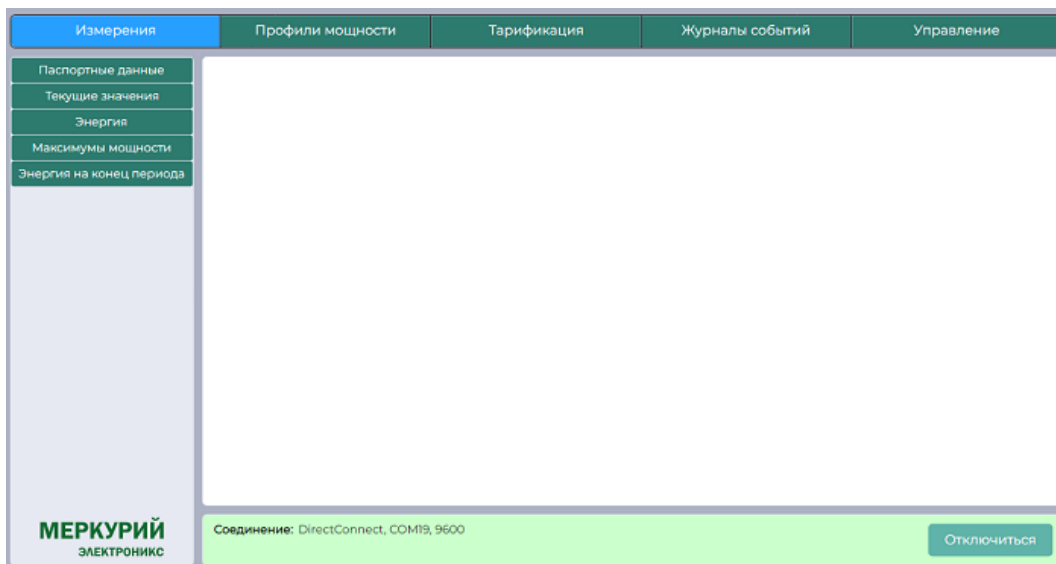 Измерения Профили мощности Тарификация Журналы событий Управление
Паспортные данные
Текущие значения
Энергия
Максимумы мощности
Энергия на конец периода
МЕРКУРИЙ
ЭЛЕКТРОНИКС
Соединение: DirectConnect, COM19, 9600
Отключиться